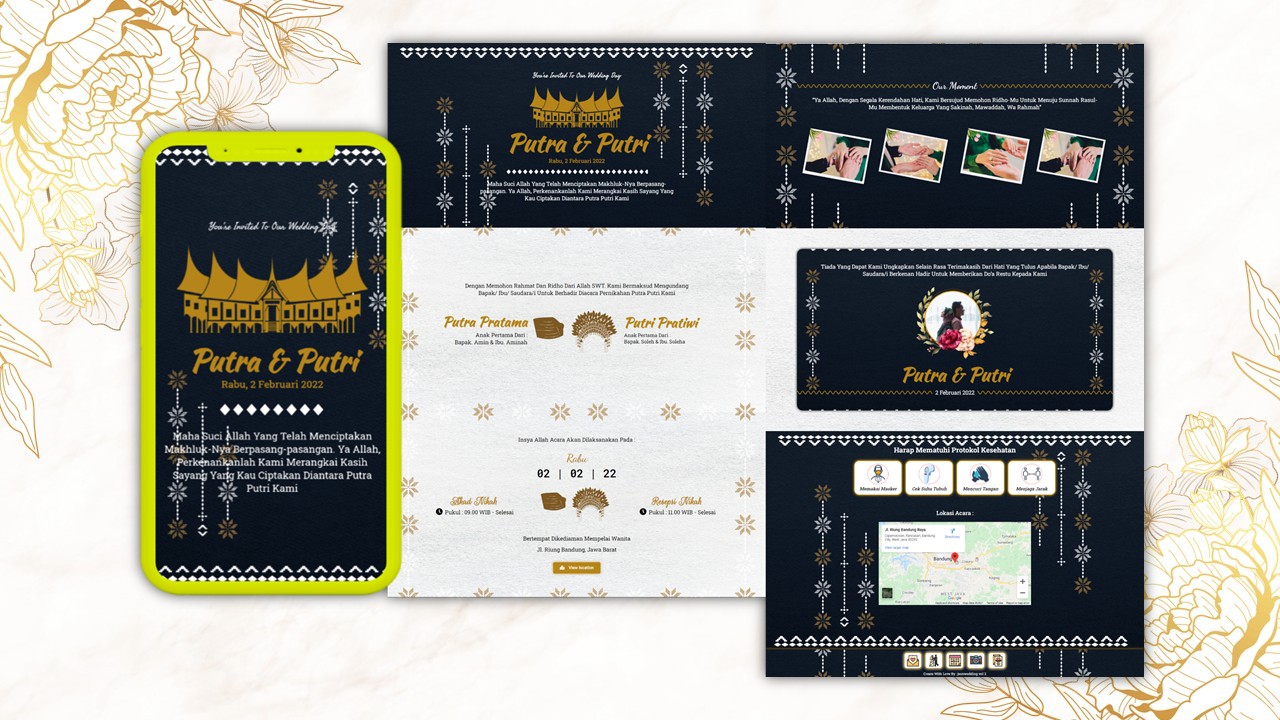 You're Invited To Our Wedding Day
Putra & Putri
Rabu, 2 Februari 2022
Maha Suci Allah Yang Telah Menciptakan
Makhluk-Nya Berpasang-pasangan. Ya Allah,
Perkenankanlah Kami Merangkai Kasih
Sayang Yang Kau Ciptakan Diantara Putra
Putri Kami
You're Invited To Our Wedding Day
Putra & Putri
Rabu, 2 Februari 2022
Maha Suci Allah Yang Telah Menciptakan Makhluk-Nya Berpasang-
pasangan. Ya Allah, Perkenankanlah Kami Merangkai Kasih Sayang Yang
Kau Ciptakan Diantara Putra Putri Kami
Dengan Memohon Rahmat Dan Ridho Dari Allah SWT. Kami Bermaksud Mengundang
Bapak/ Ibu/ Saudara/i Untuk Berhadir Diacara Pernikahan Putra Putri Kami
Putra Pratama
Anak Pertama Dari :
Bapak. Amin & Ibu. Aminah
Putri Pratiwi
Anak Pertama Dari :
Bapak. Soleh & Ibu. Soleha
Insya Allah Acara Akan Dilaksanakan Pada :
Rabu
02 | 02 | 22
Akad Nikah
Pukul : 09.00 WIB - Selesai
Resepsi Nikah
Pukul : 11.00 WIB - Selesai
Bertempat Dikediaman Mempelai Wanita
Jl. Riung Bandung, Jawa Barat
View location
Our Moment
"Ya Allah, Dengan Segala Kerendahan Hati, Kami Bersujud Memohon Ridho-Mu Untuk Menuju Sunnah Rasul-
Mu Membentuk Keluarga Yang Sakinah, Mawaddah, Wa Rahmah"
Tiada Yang Dapat Kami Ungkapkan Selain Rasa Terimakasih Dari Hati Yang Tulus Apabila Bapak/ Ibu/
Saudara/i Berkenan Hadir Untuk Memberikan Do'a Restu Kepada Kami
Putra & Putri
2 Februari 2022
Harap Mematuhi Protokol Kesehatan
Memakai Masker
Cek Suhu Tubuh
Mencuci Tangan
Menjaga Jarak
Lokasi Acara :
Jl. Riung Bandung Raya
View larger map
Bandung
WEST JAVA